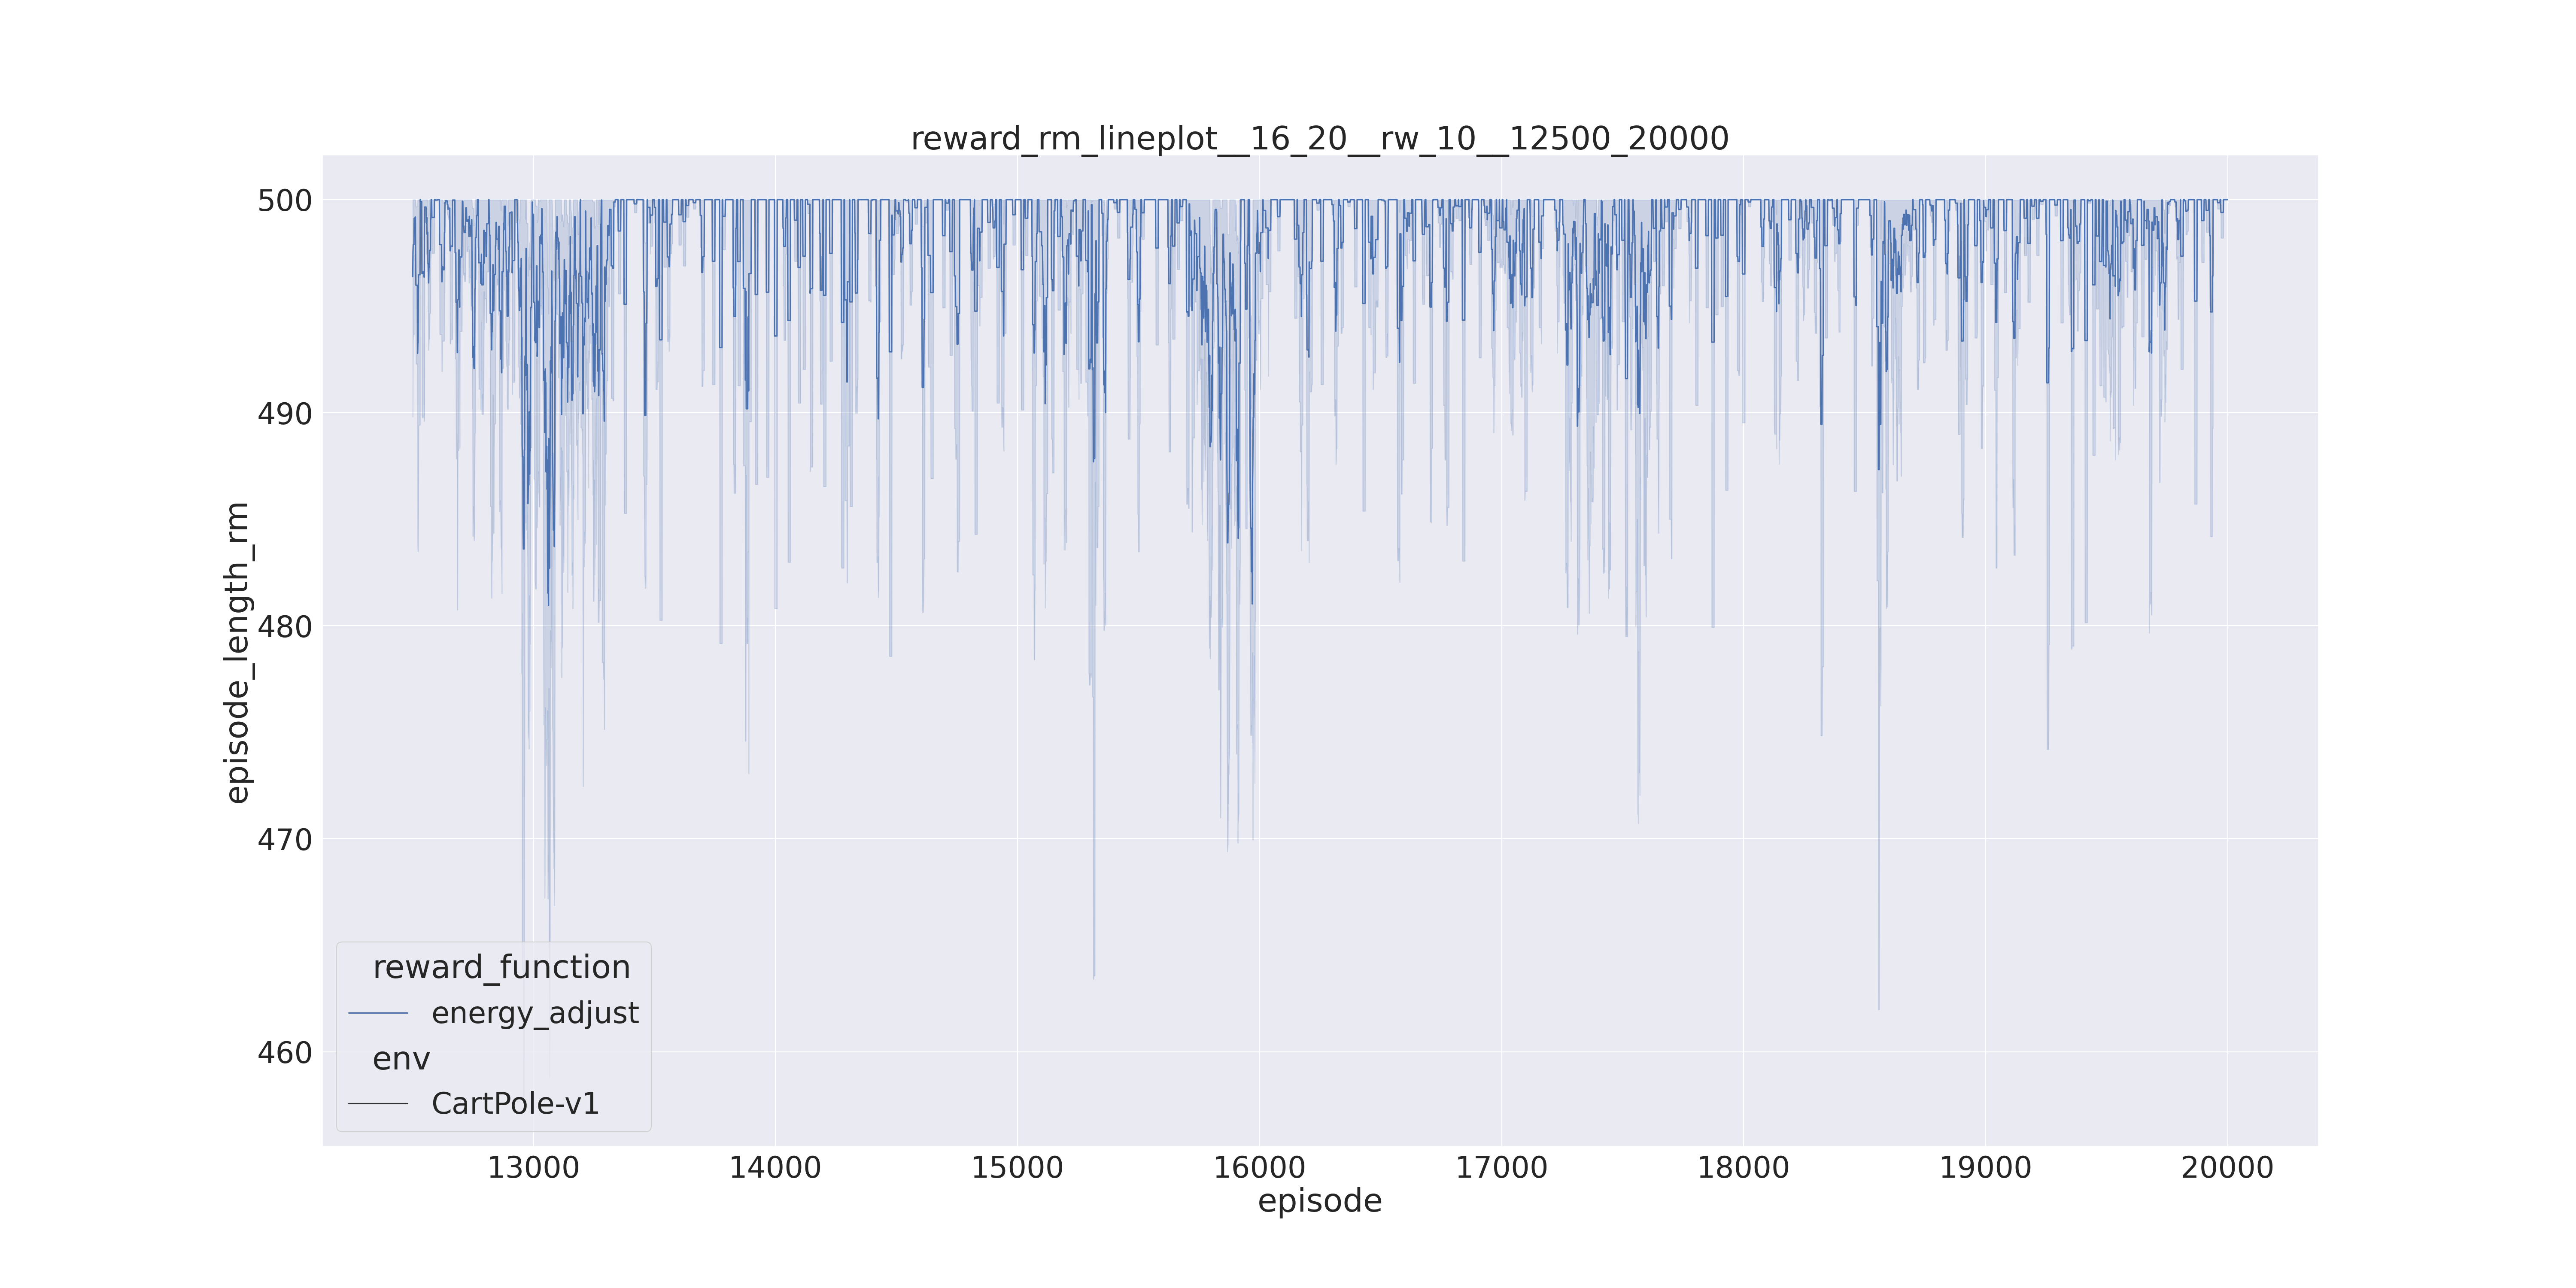 reward_rm_lineplot__16_20__rw_10__12500_20000
500
490
480
470
460
episode_length_rm
reward_function
energy_adjust
env
CartPole-v1
13000 14000 15000 16000 17000 18000 19000 20000
episode